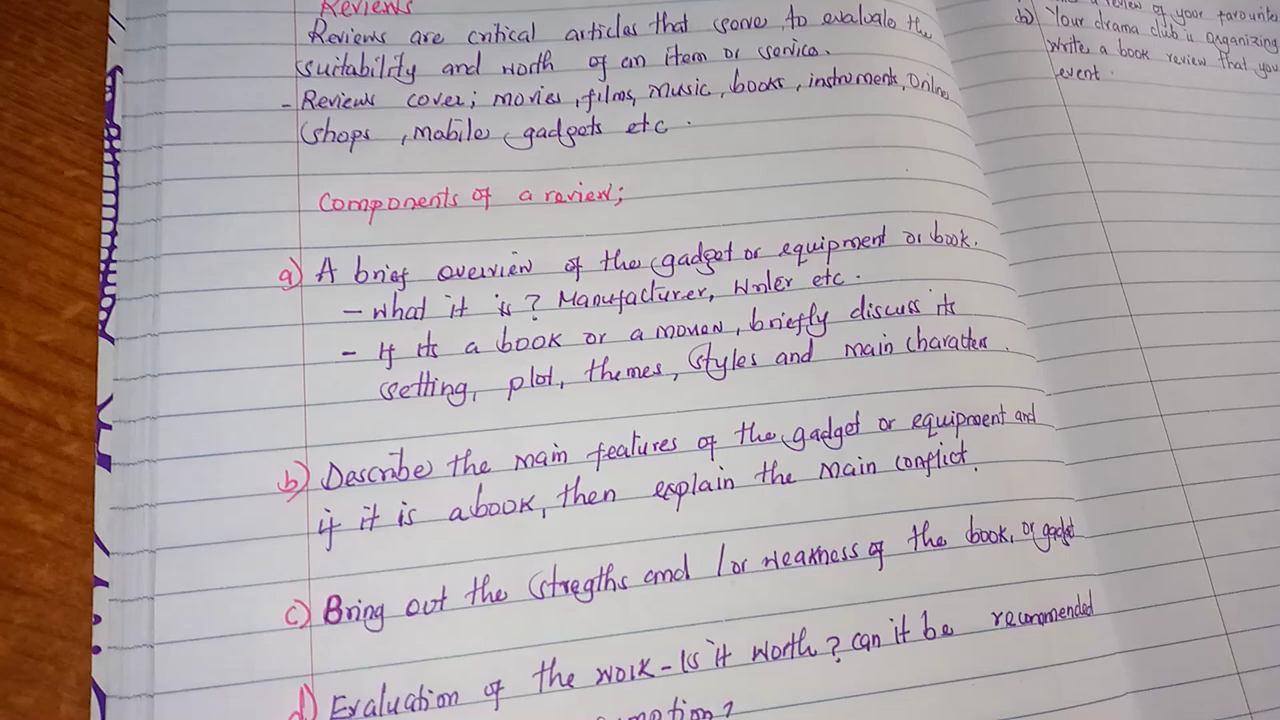 Reviews
Reviews are critical articles that serve to evaluate the
suitability and worth of an item or service.
- Reviews cover; movies, films, music, books, instruments, Online
shops, mobile gadgets etc.
Components of a review;
a) A brief overview of the gadget or equipment or book.
- What it is? Manufacturer, Writer etc.
- If its a book or a moven, briefly discuss its
setting, plot, themes, styles and main character.
b) Describe the main features of the gadget or equipment and
if it is a book, then explain the main conflict.
c) Bring out the stregths and/or weakness of the book, or gadget
d) Evaluation of the work - Is it worth? can it be recommended
review of your favourite
b) Your drama club is organizing
write a book review that you
event.